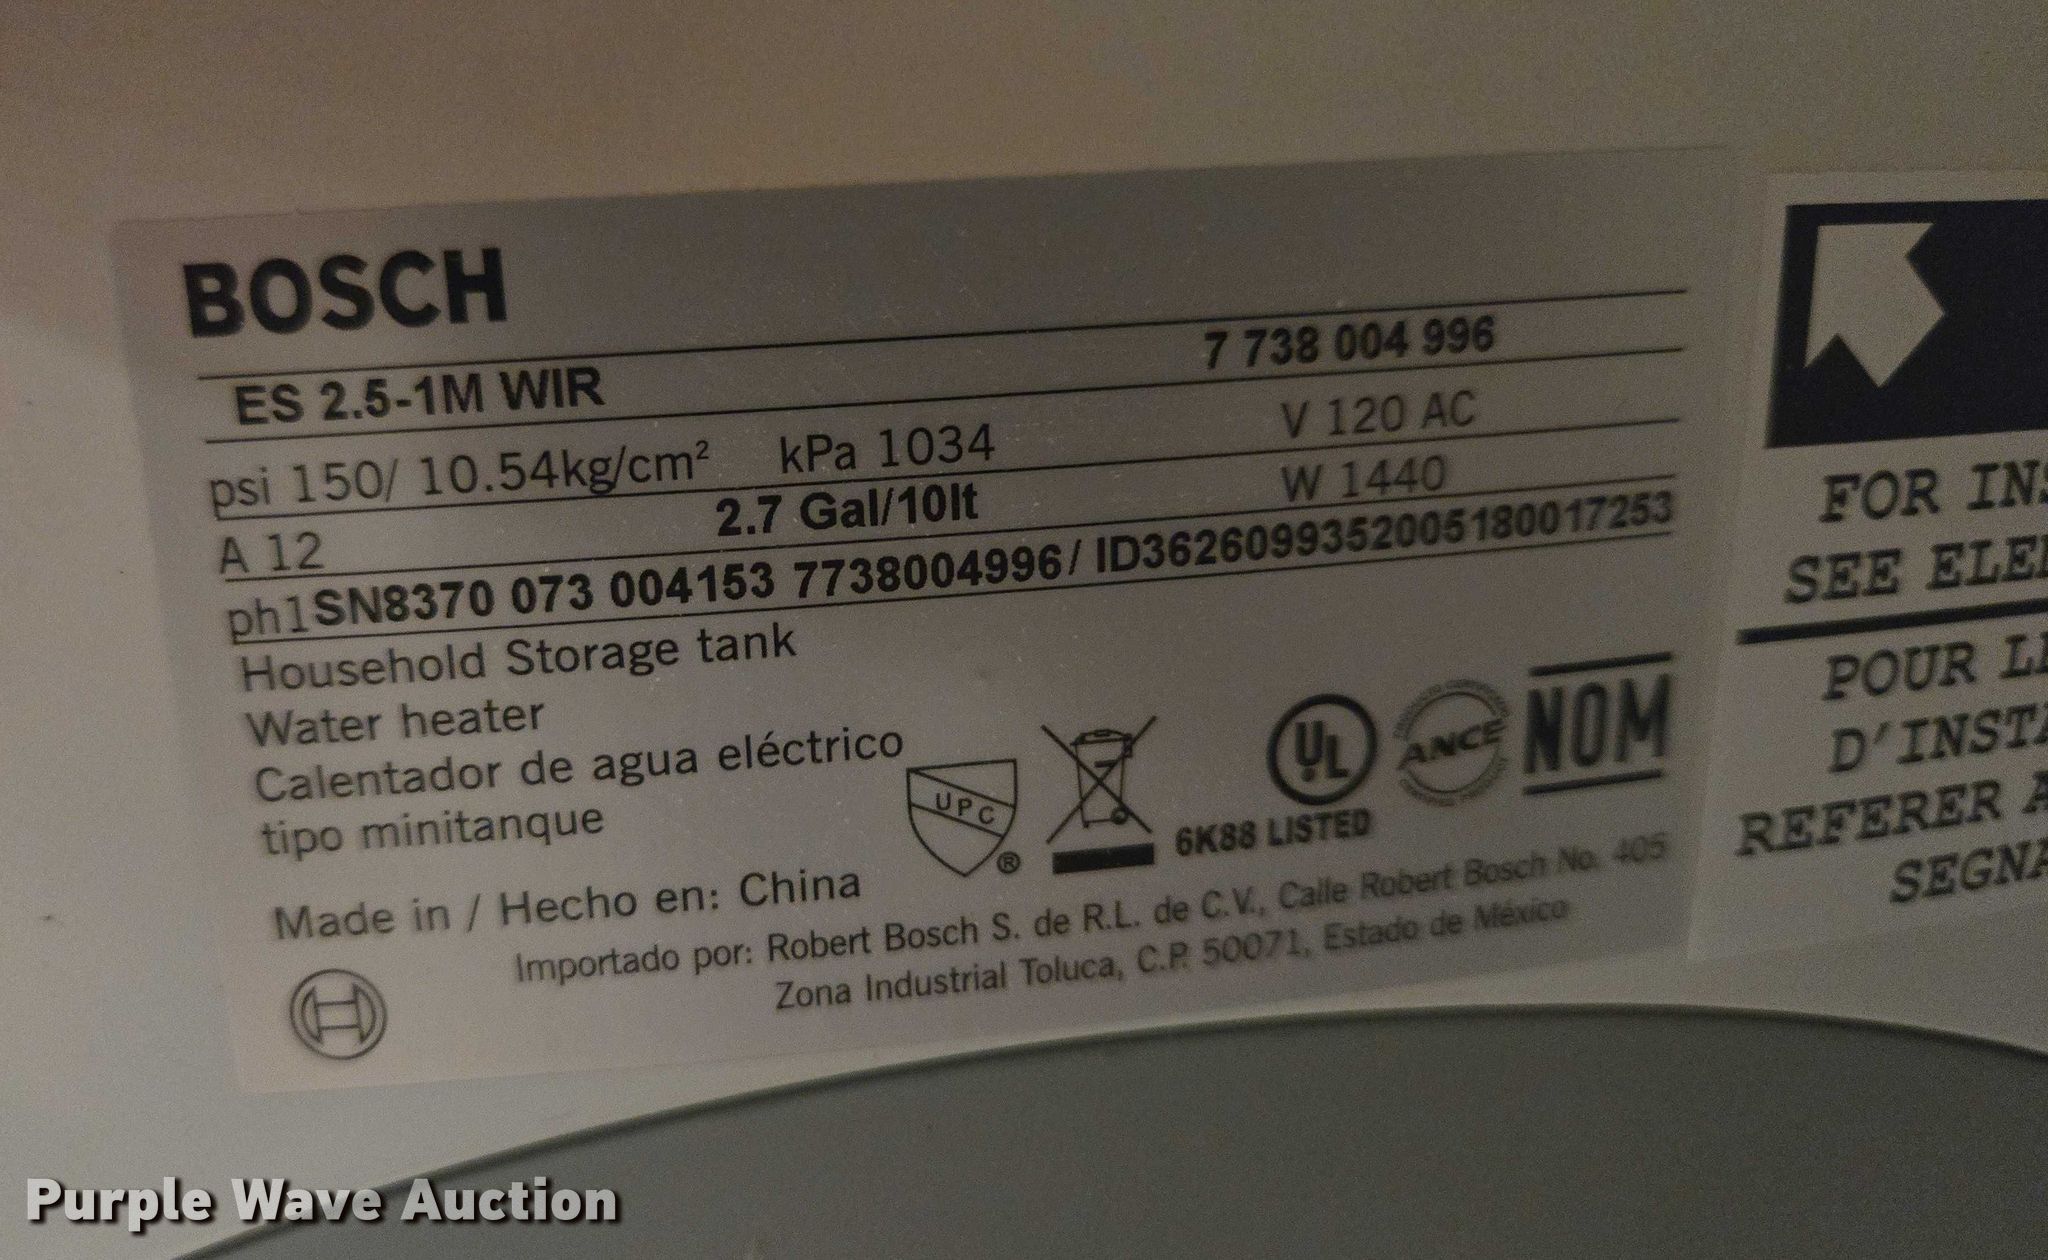 BOSCH
ES 2.5-1M WIR 7 738 004 996
psi 150/ 10.54kg/cm² kPa 1034 V 120 AC
A 12 2.7 Gal/10lt W 1440
ph1SN8370 073 004153 7738004996/ ID3626099352005180017253
Household Storage tank
Water heater
Calentador de agua eléctrico
tipo minitanque
UPC
®
UL
ANCE
NOM
6K88 LISTED
Made in / Hecho en: China
Importado por: Robert Bosch S. de R.L. de C.V., Calle Robert Bosch No. 405
Zona Industrial Toluca, C.P. 50071, Estado de México
FOR INS
SEE ELE
POUR L
D'INSTA
REFERER A
SEGNA
Purple Wave Auction